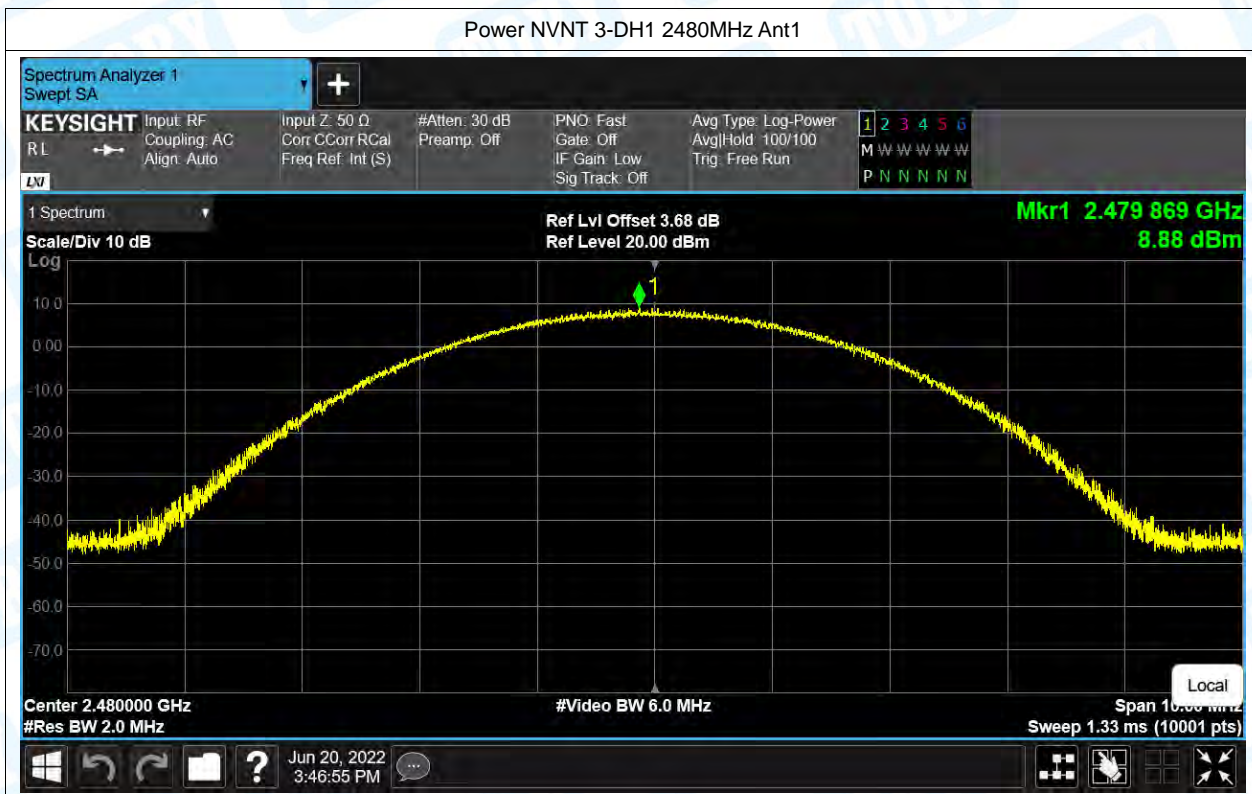 Power NVNT 3-DH1 2480MHz Ant1
Spectrum Analyzer 1
Swept SA
KEYSIGHT
R L
LXI
Input: RF
Coupling: AC
Align: Auto
Input Z: 50 Ω
Corr CCorr RCal
Freq Ref: Int (S)
#Atten: 30 dB
Preamp: Off
PNO: Fast
Gate: Off
IF Gain: Low
Sig Track: Off
Avg Type: Log-Power
Avg|Hold: 100/100
Trig: Free Run
1 2 3 4 5 6
M W W W W W
P N N N N N
1 Spectrum
Scale/Div 10 dB
Log
Ref Lvl Offset 3.68 dB
Ref Level 20.00 dBm
Mkr1 2.479 869 GHz
8.88 dBm
1
10.0
0.00
-10.0
-20.0
-30.0
-40.0
-50.0
-60.0
-70.0
Local
Center 2.480000 GHz
#Res BW 2.0 MHz
#Video BW 6.0 MHz
Span 10.00 MHz
Sweep 1.33 ms (10001 pts)
?
Jun 20, 2022
3:46:55 PM